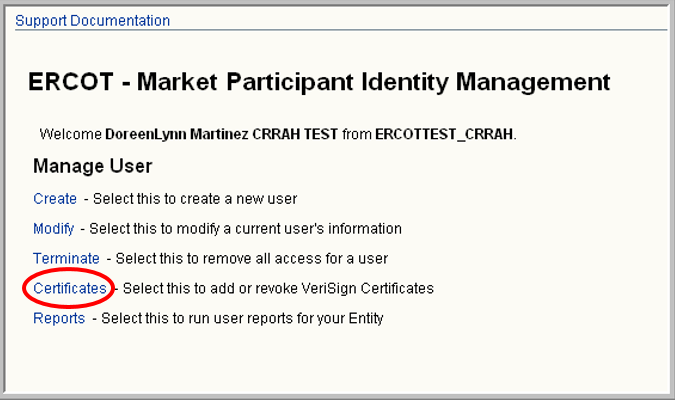 Support Documentation
ERCOT - Market Participant Identity Management
Welcome DoreenLynn Martinez CRRAH TEST from ERCOTTEST_CRRAH.
Manage User
Create - Select this to create a new user
Modify - Select this to modify a current user's information
Terminate - Select this to remove all access for a user
Certificates - Select this to add or revoke VeriSign Certificates
Reports - Select this to run user reports for your Entity